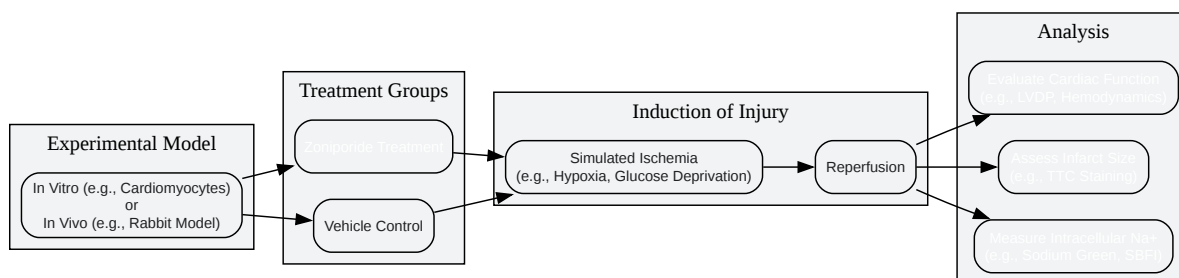 Experimental Model
In Vitro (e.g., Cardiomyocytes)
or
In Vivo (e.g., Rabbit Model)
Treatment Groups
Zoniporide Treatment
Vehicle Control
Induction of Injury
Simulated Ischemia
(e.g., Hypoxia, Glucose Deprivation)
Reperfusion
Analysis
Evaluate Cardiac Function
(e.g., LVDP, Hemodynamics)
Assess Infarct Size
(e.g., TTC Staining)
Measure Intracellular Na+
(e.g., Sodium Green, SBFI)